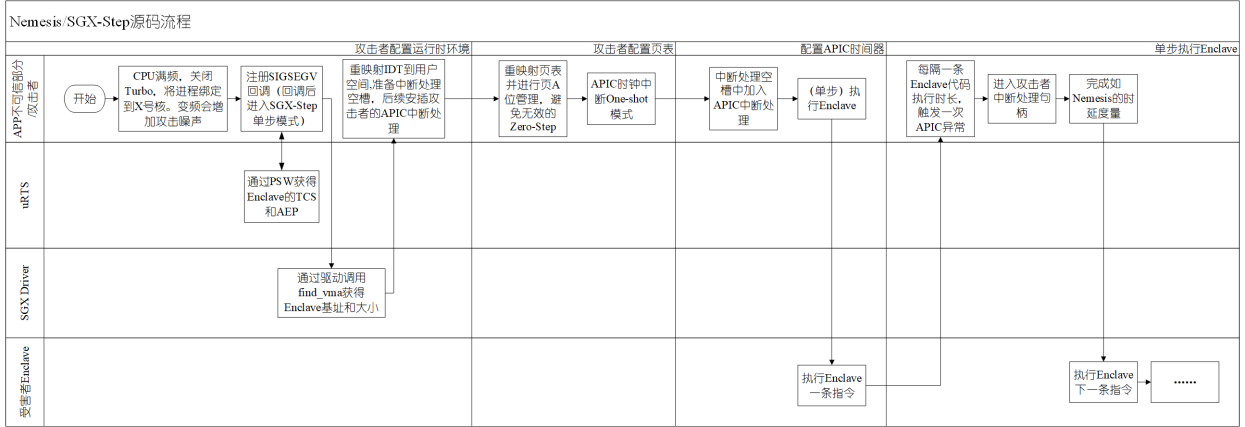 Nemesis/SGX-Step源码流程
攻击者配置运行时环境
攻击者配置页表
配置APIC时间器
单步执行Enclave
APP不可信部分
/攻击者
开始
CPU满频，关闭
Turbo，将进程绑定
到X号核。变频会增
加攻击噪声
注册SIGSEGV
回调（回调后
进入SGX-Step
单步模式）
重映射IDT到用户
空间,准备中断处理
空槽，后续安插攻
击者的APIC中断处
理
重映射页表
并进行页A
位管理，避
免无效的
Zero-Step
APIC时钟中
断One-shot
模式
中断处理空
槽中加入
APIC中断处
理
（单步）执
行Enclave
每隔一条
Enclave代码
执行时长，
触发一次
APIC异常
进入攻击者
中断处理句
柄
完成如
Nemesis的时
延度量
uRTS
通过PSW获得
Enclave的TCS
和AEP
SGX Driver
通过驱动调用
find_vma获得
Enclave基址和大小
受害者Enclave
执行Enclave
一条指令
执行Enclave
下一条指令
······